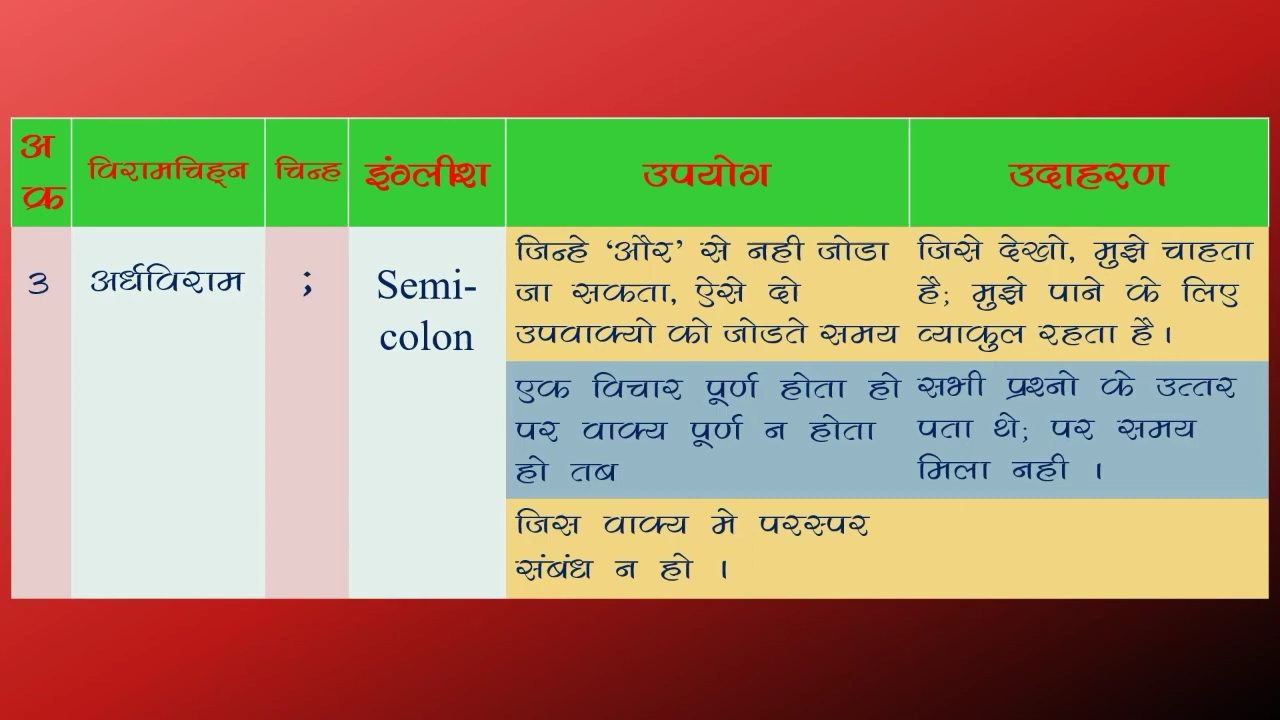 अ
क्र
विरामचिह्न
चिन्ह
इंग्लीश
उपयोग
उदाहरण
३
अर्धविराम
;
Semi-
colon
जिन्हे ‘और’ से नही जोडा
जा सकता, ऐसे दो
उपवाक्यो को जोडते समय
जिसे देखो, मुझे चाहता
है; मुझे पाने के लिए
व्याकुल रहता है।
एक विचार पूर्ण होता हो
पर वाक्य पूर्ण न होता
हो तब
सभी प्रश्नो के उत्तर
पता थे; पर समय
मिला नही ।
जिस वाक्य मे परस्पर
संबंध न हो ।